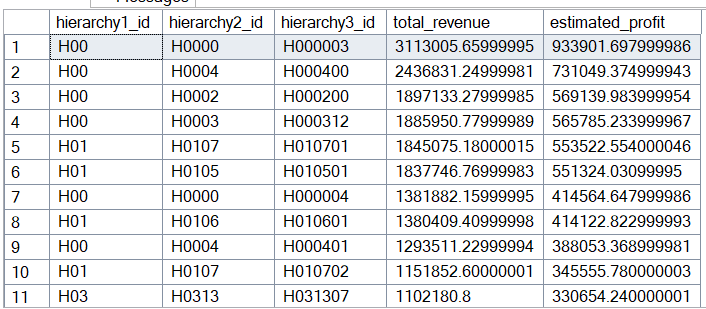 Messages
hierarchy1_id hierarchy2_id hierarchy3_id total_revenue estimated_profit
1 H00 H0000 H000003 3113005.65999995 933901.697999986
2 H00 H0004 H000400 2436831.24999981 731049.374999943
3 H00 H0002 H000200 1897133.27999985 569139.983999954
4 H00 H0003 H000312 1885950.77999989 565785.233999967
5 H01 H0107 H010701 1845075.18000015 553522.554000046
6 H01 H0105 H010501 1837746.76999983 551324.03099995
7 H00 H0000 H000004 1381882.15999995 414564.647999986
8 H01 H0106 H010601 1380409.40999998 414122.822999993
9 H00 H0004 H000401 1293511.22999994 388053.368999981
10 H01 H0107 H010702 1151852.60000001 345555.780000003
11 H03 H0313 H031307 1102180.8 330654.240000001